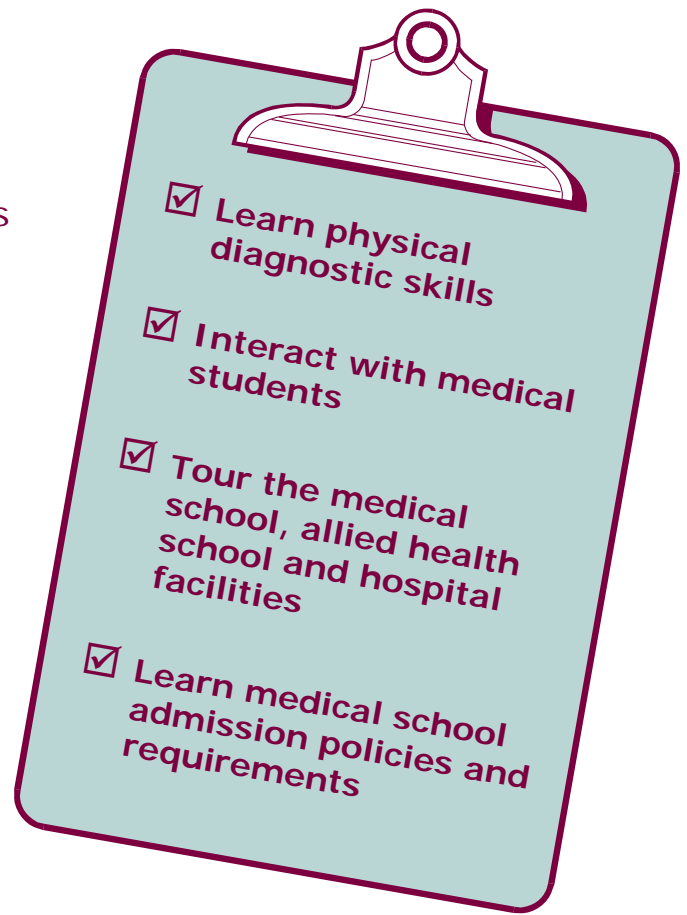 s
Learn physical
diagnostic skills
Interact with medical
students
Tour the medical
school, allied health
school and hospital
facilities
Learn medical school
admission policies and
requirements